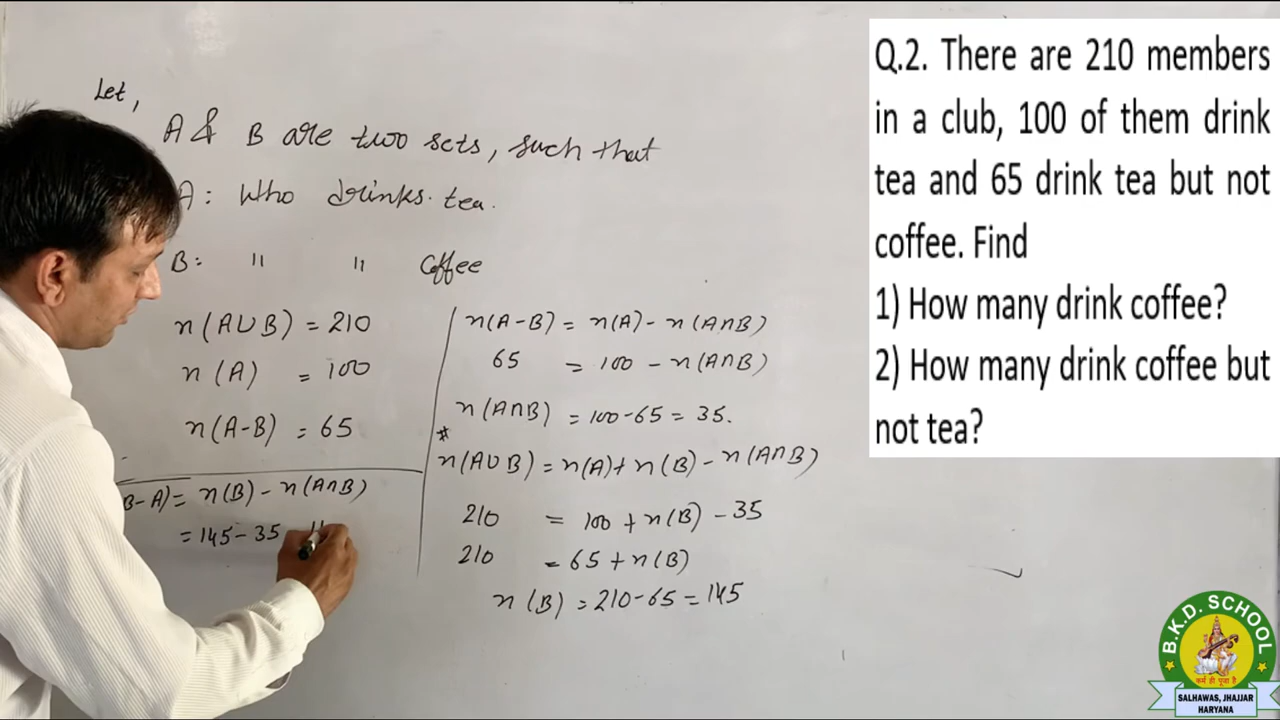 Let,
A & B are two sets, such that
A: Who drinks tea.
B: " " Coffee
n(A∪B) = 210
n(A) = 100
n(A-B) = 65
B-A) = n(B) - n(A∩B)
= 145 - 35
n(A-B) = n(A) - n(A∩B)
65 = 100 - n(A∩B)
n(A∩B) = 100-65 = 35.
*
n(A∪B) = n(A) + n(B) - n(A∩B)
210 = 100 + n(B) - 35
210 = 65 + n(B)
n(B) = 210-65 = 145
Q.2. There are 210 members
in a club, 100 of them drink
tea and 65 drink tea but not
coffee. Find
1) How many drink coffee?
2) How many drink coffee but
not tea?
B.K.D. SCHOOL
कर्म ही पूजा है
SALHAWAS, JHAJJAR
HARYANA